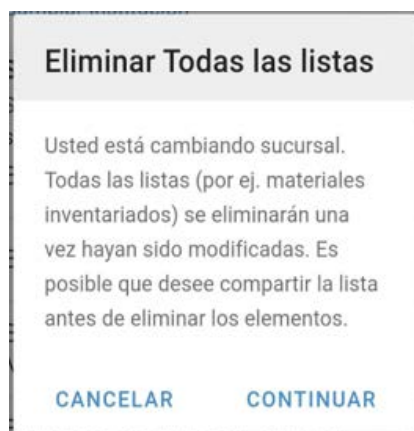 Eliminar Todas las listas
Usted está cambiando sucursal.
Todas las listas (por ej. materiales
inventariados) se eliminarán una
vez hayan sido modificadas. Es
posible que desee compartir la lista
antes de eliminar los elementos.
CANCELAR CONTINUAR